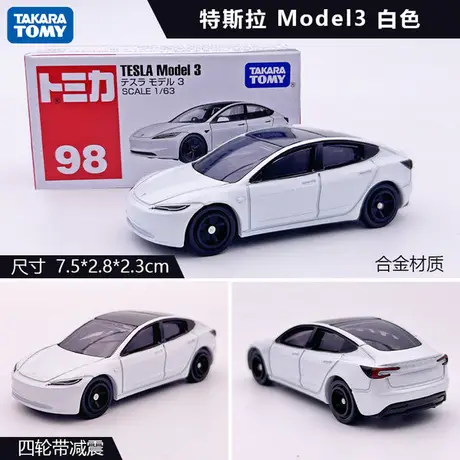 TAKARA TOMY
特斯拉 Model3 白色
トミカ
98
TESLA Model 3
テスラ モデル 3
SCALE 1/63
TAKARA TOMY
尺寸 7.5*2.8*2.3cm
合金材质
四轮带减震